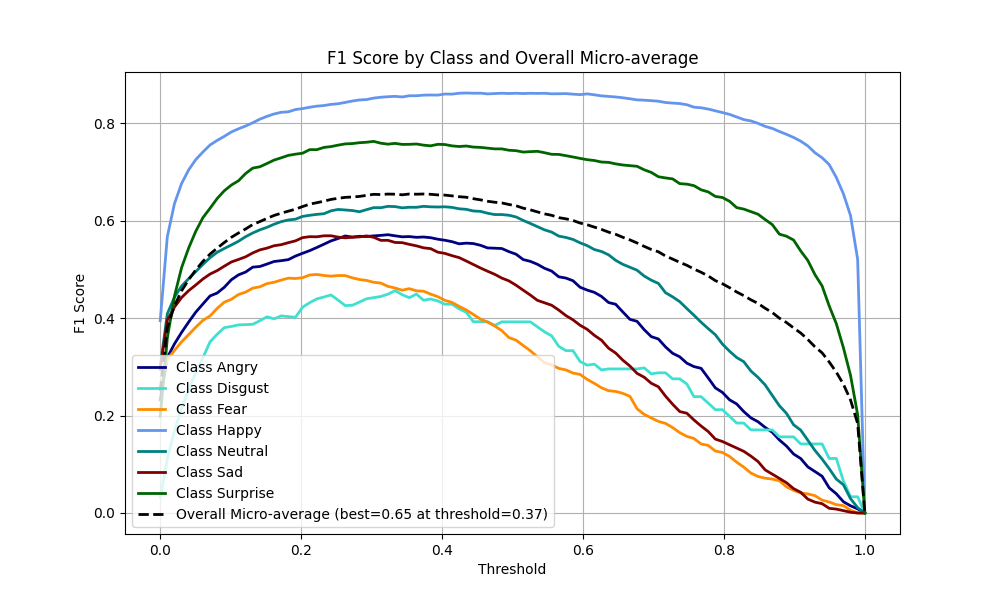 F1 Score by Class and Overall Micro-average
F1 Score
0.8
0.6
0.4
0.2
0.0
Class Angry
Class Disgust
Class Fear
Class Happy
Class Neutral
Class Sad
Class Surprise
Overall Micro-average (best=0.65 at threshold=0.37)
0.0 0.2 0.4 0.6 0.8 1.0
Threshold